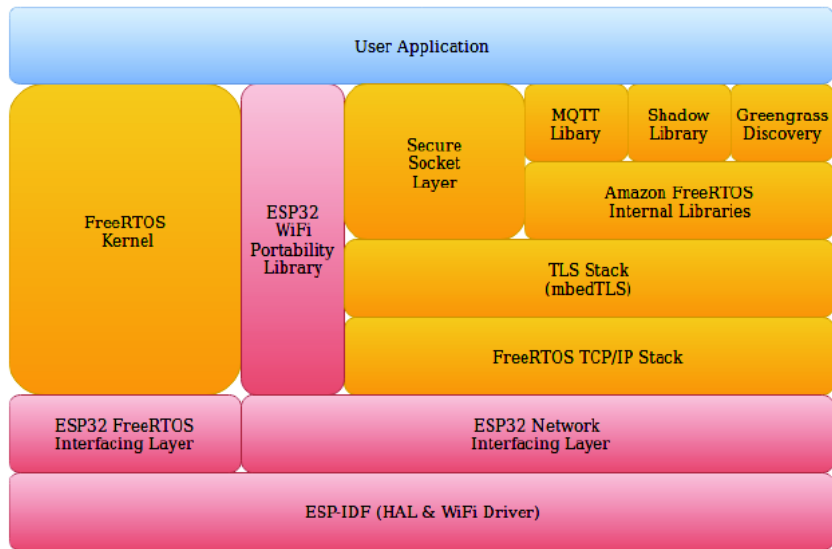 User Application
FreeRTOS
Kernel
ESP32
WiFi
Portability
Library
Secure
Socket
Layer
MQTT
Libary
Shadow
Library
Greengrass
Discovery
Amazon FreeRTOS
Internal Libraries
TLS Stack
(mbedTLS)
FreeRTOS TCP/IP Stack
ESP32 FreeRTOS
Interfacing Layer
ESP32 Network
Interfacing Layer
ESP-IDF (HAL & WiFi Driver)